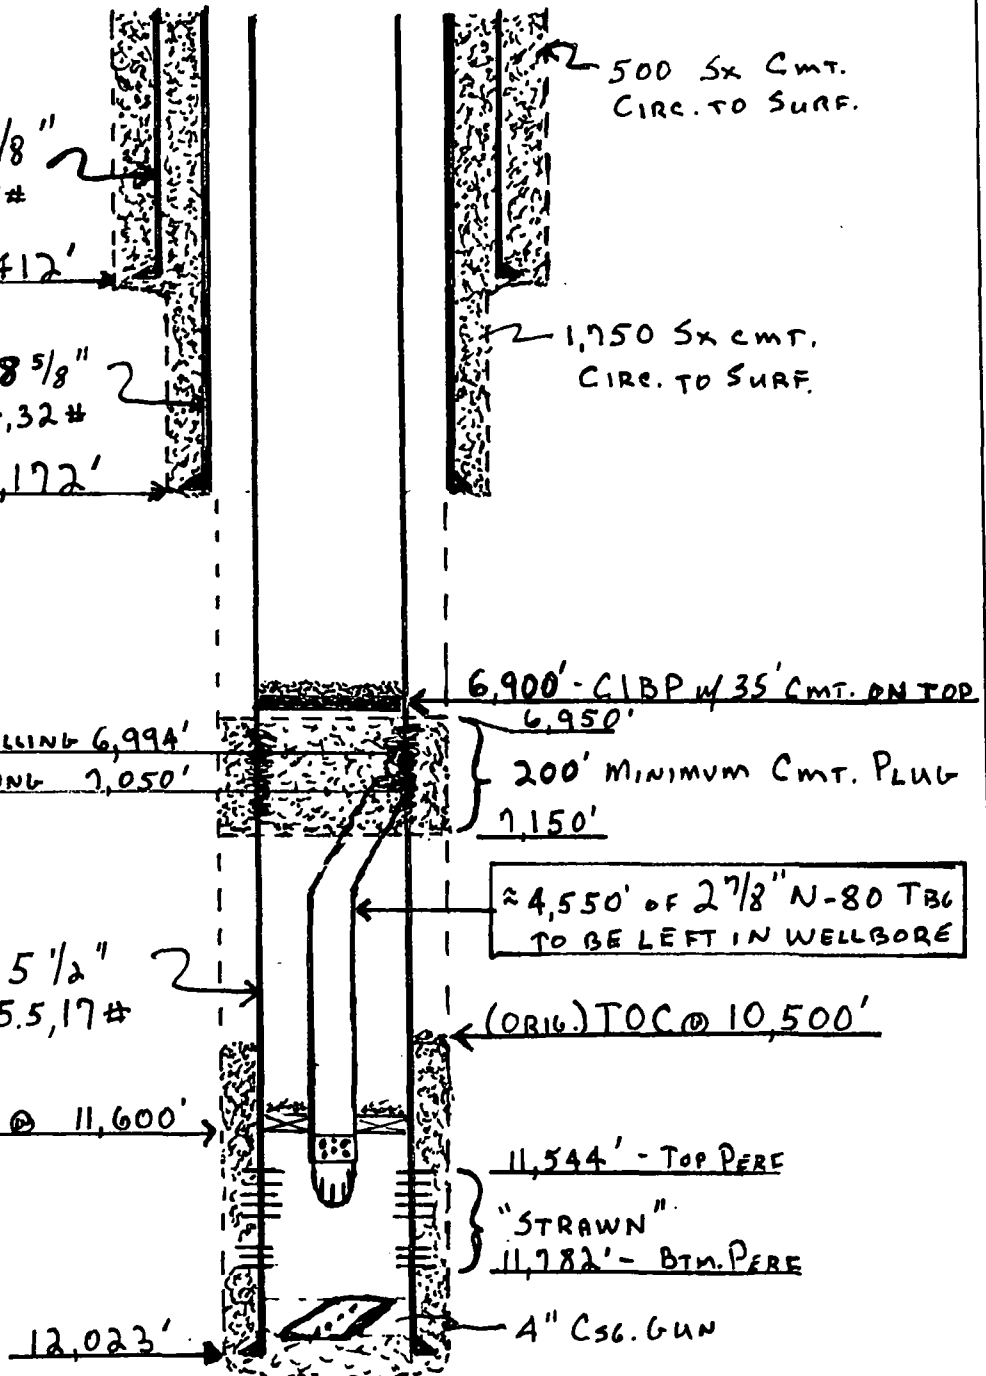 500 Sx Cmt.
Circ. to Surf.
/8"
#
412'
1,750 Sx cmt.
Circ. to Surf.
8 5/8"
,32#
,172'
6,900' - CIBP w/ 35' Cmt. on top
6,950'
LLING 6,994'
NG 7,050'
200' Minimum Cmt. Plug
7,150'
≈ 4,550' of 2 7/8" N-80 Tbg
to be left in wellbore
5 1/2"
5.5, 17#
(Orig.) TOC @ 10,500'
@ 11,600'
11,544' - Top Perf
"Strawn"
11,782' - Btm. Perf
4" Csg. Gun
12,023'